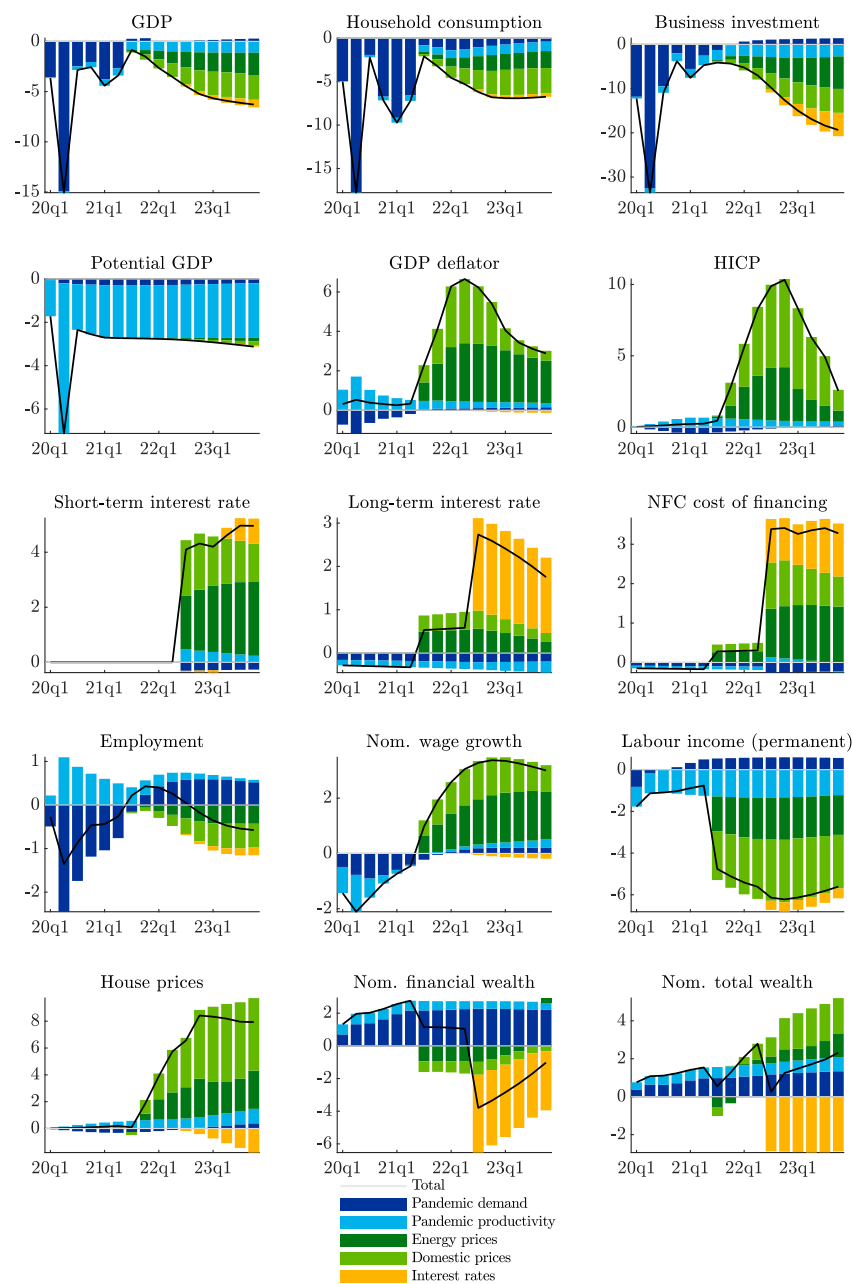 GDP
Household consumption
Business investment
0
-5
-10
-15
20q1 21q1 22q1 23q1
0
-5
-10
-15
20q1 21q1 22q1 23q1
0
-10
-20
-30
20q1 21q1 22q1 23q1
Potential GDP
GDP deflator
HICP
0
-2
-4
-6
20q1 21q1 22q1 23q1
6
4
2
0
20q1 21q1 22q1 23q1
10
5
0
20q1 21q1 22q1 23q1
Short-term interest rate
Long-term interest rate
NFC cost of financing
4
2
0
20q1 21q1 22q1 23q1
3
2
1
0
20q1 21q1 22q1 23q1
3
2
1
0
20q1 21q1 22q1 23q1
Employment
Nom. wage growth
Labour income (permanent)
1
0
-1
-2
20q1 21q1 22q1 23q1
2
0
-2
20q1 21q1 22q1 23q1
0
-2
-4
-6
20q1 21q1 22q1 23q1
House prices
Nom. financial wealth
Nom. total wealth
8
6
4
2
0
20q1 21q1 22q1 23q1
2
0
-2
-4
-6
20q1 21q1 22q1 23q1
4
2
0
-2
20q1 21q1 22q1 23q1
Total
Pandemic demand
Pandemic productivity
Energy prices
Domestic prices
Interest rates